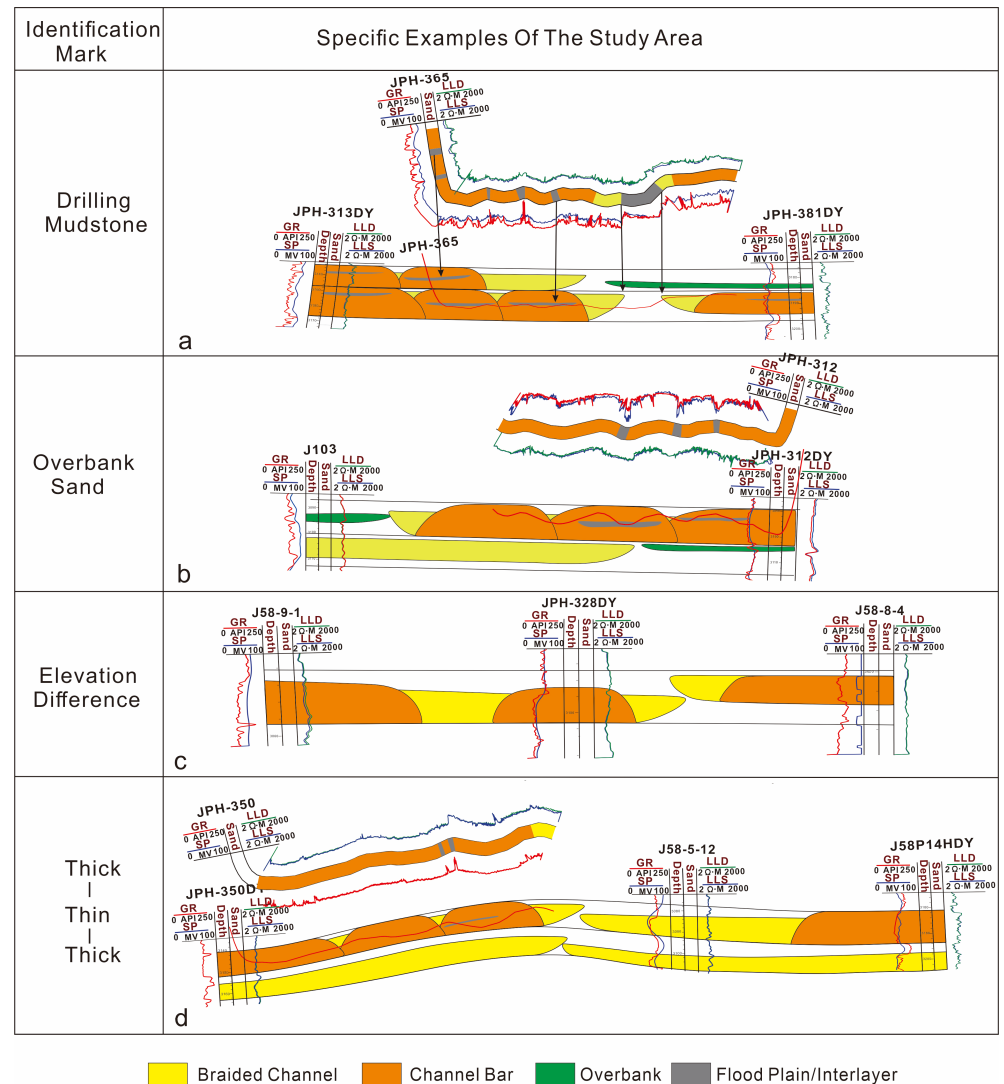 Identification
Mark
Specific Examples Of The Study Area
Drilling
Mudstone
JPH-365
GR
0 API 250
SP
0 MV 100
Sand
LLD
2 Ω·M 2000
LLS
2 Ω·M 2000
JPH-313DY
GR
0 API 250
SP
0 MV 100
Depth
Sand
LLD
2 Ω·M 2000
LLS
2 Ω·M 2000
JPH-365
JPH-381DY
GR
0 API 250
SP
0 MV 100
Depth
Sand
LLD
2 Ω·M 2000
LLS
2 Ω·M 2000
a
Overbank
Sand
JPH-312
GR
0 API 250
SP
0 MV 100
Sand
LLD
2 Ω·M 2000
LLS
2 Ω·M 2000
J103
GR
0 API 250
SP
0 MV 100
Depth
Sand
LLD
2 Ω·M 2000
LLS
2 Ω·M 2000
JPH-312DY
GR
0 API 250
SP
0 MV 100
Depth
Sand
LLD
2 Ω·M 2000
LLS
2 Ω·M 2000
b
Elevation
Difference
J58-9-1
GR
0 API 250
SP
0 MV 100
Depth
Sand
LLD
2 Ω·M 2000
LLS
2 Ω·M 2000
JPH-328DY
GR
0 API 250
SP
0 MV 100
Depth
Sand
LLD
2 Ω·M 2000
LLS
2 Ω·M 2000
J58-8-4
GR
0 API 250
SP
0 MV 100
Depth
Sand
LLD
2 Ω·M 2000
LLS
2 Ω·M 2000
c
Thick
Thin
Thick
JPH-350
GR
0 API 250
SP
0 MV 100
Sand
LLD
2 Ω·M 2000
LLS
2 Ω·M 2000
JPH-350D
GR
0 API 250
SP
0 MV 100
Depth
Sand
LLD
2 Ω·M 2000
LLS
2 Ω·M 2000
J58-5-12
GR
0 API 250
SP
0 MV 100
Depth
Sand
LLD
2 Ω·M 2000
LLS
2 Ω·M 2000
J58P14HDY
GR
0 API 250
SP
0 MV 100
Depth
Sand
LLD
2 Ω·M 2000
LLS
2 Ω·M 2000
d
Braided Channel
Channel Bar
Overbank
Flood Plain/Interlayer